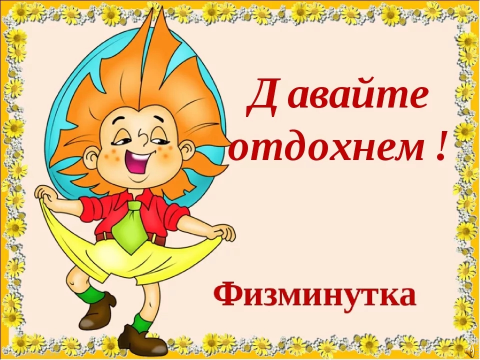 Давайте
отдохнем !
Физминутка